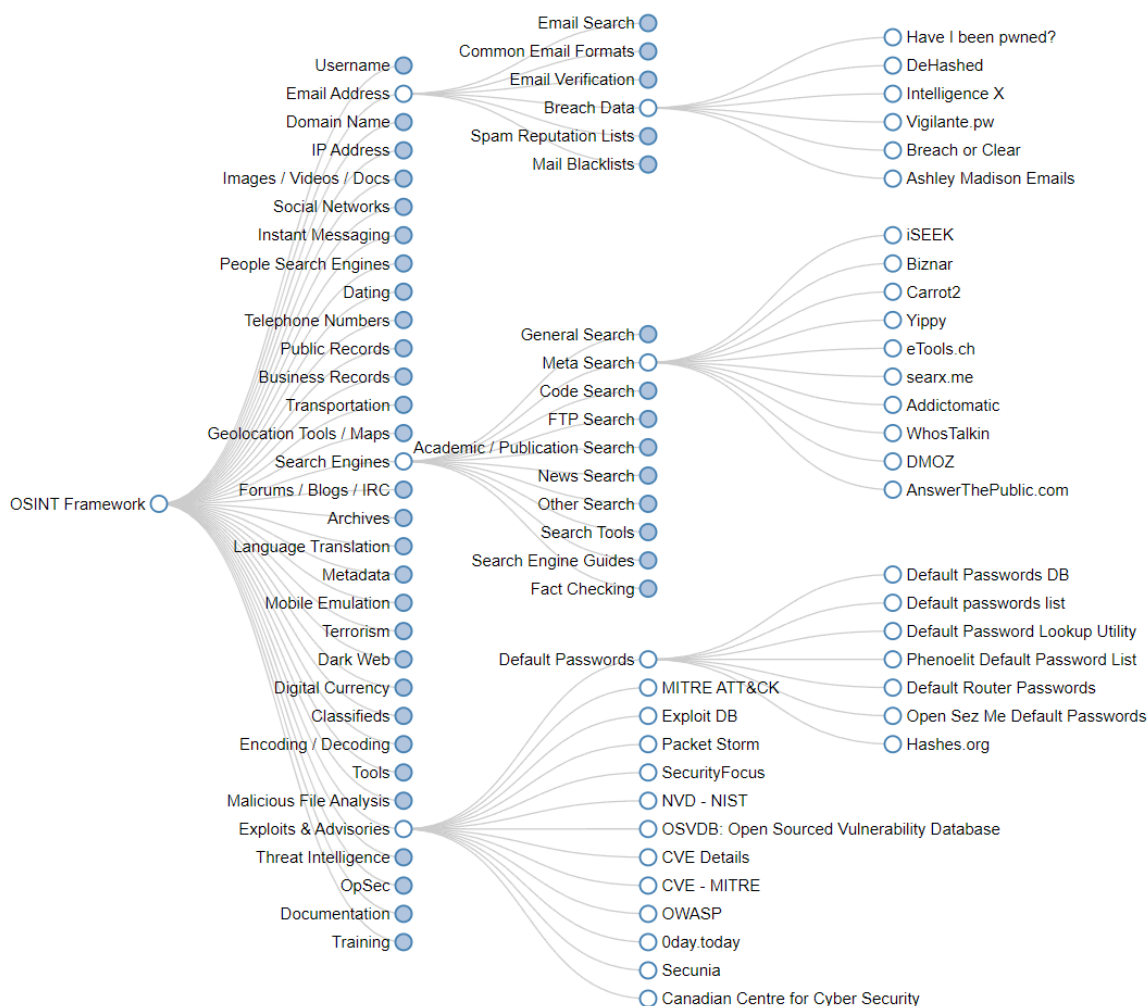 OSINT Framework
Username
Email Address
Domain Name
IP Address
Images / Videos / Docs
Social Networks
Instant Messaging
People Search Engines
Dating
Telephone Numbers
Public Records
Business Records
Transportation
Geolocation Tools / Maps
Search Engines
Forums / Blogs / IRC
Archives
Language Translation
Metadata
Mobile Emulation
Terrorism
Dark Web
Digital Currency
Classifieds
Encoding / Decoding
Tools
Malicious File Analysis
Exploits & Advisories
Threat Intelligence
OpSec
Documentation
Training
Email Search
Common Email Formats
Email Verification
Breach Data
Spam Reputation Lists
Mail Blacklists
Have I been pwned?
DeHashed
Intelligence X
Vigilante.pw
Breach or Clear
Ashley Madison Emails
General Search
Meta Search
Code Search
FTP Search
Academic / Publication Search
News Search
Other Search
Search Tools
Search Engine Guides
Fact Checking
iSEEK
Biznar
Carrot2
Yippy
eTools.ch
searx.me
Addictomatic
WhosTalkin
DMOZ
AnswerThePublic.com
Default Passwords
MITRE ATT&CK
Exploit DB
Packet Storm
SecurityFocus
NVD - NIST
OSVDB: Open Sourced Vulnerability Database
CVE Details
CVE - MITRE
OWASP
0day.today
Secunia
Canadian Centre for Cyber Security
Default Passwords DB
Default passwords list
Default Password Lookup Utility
Phenoelit Default Password List
Default Router Passwords
Open Sez Me Default Passwords
Hashes.org